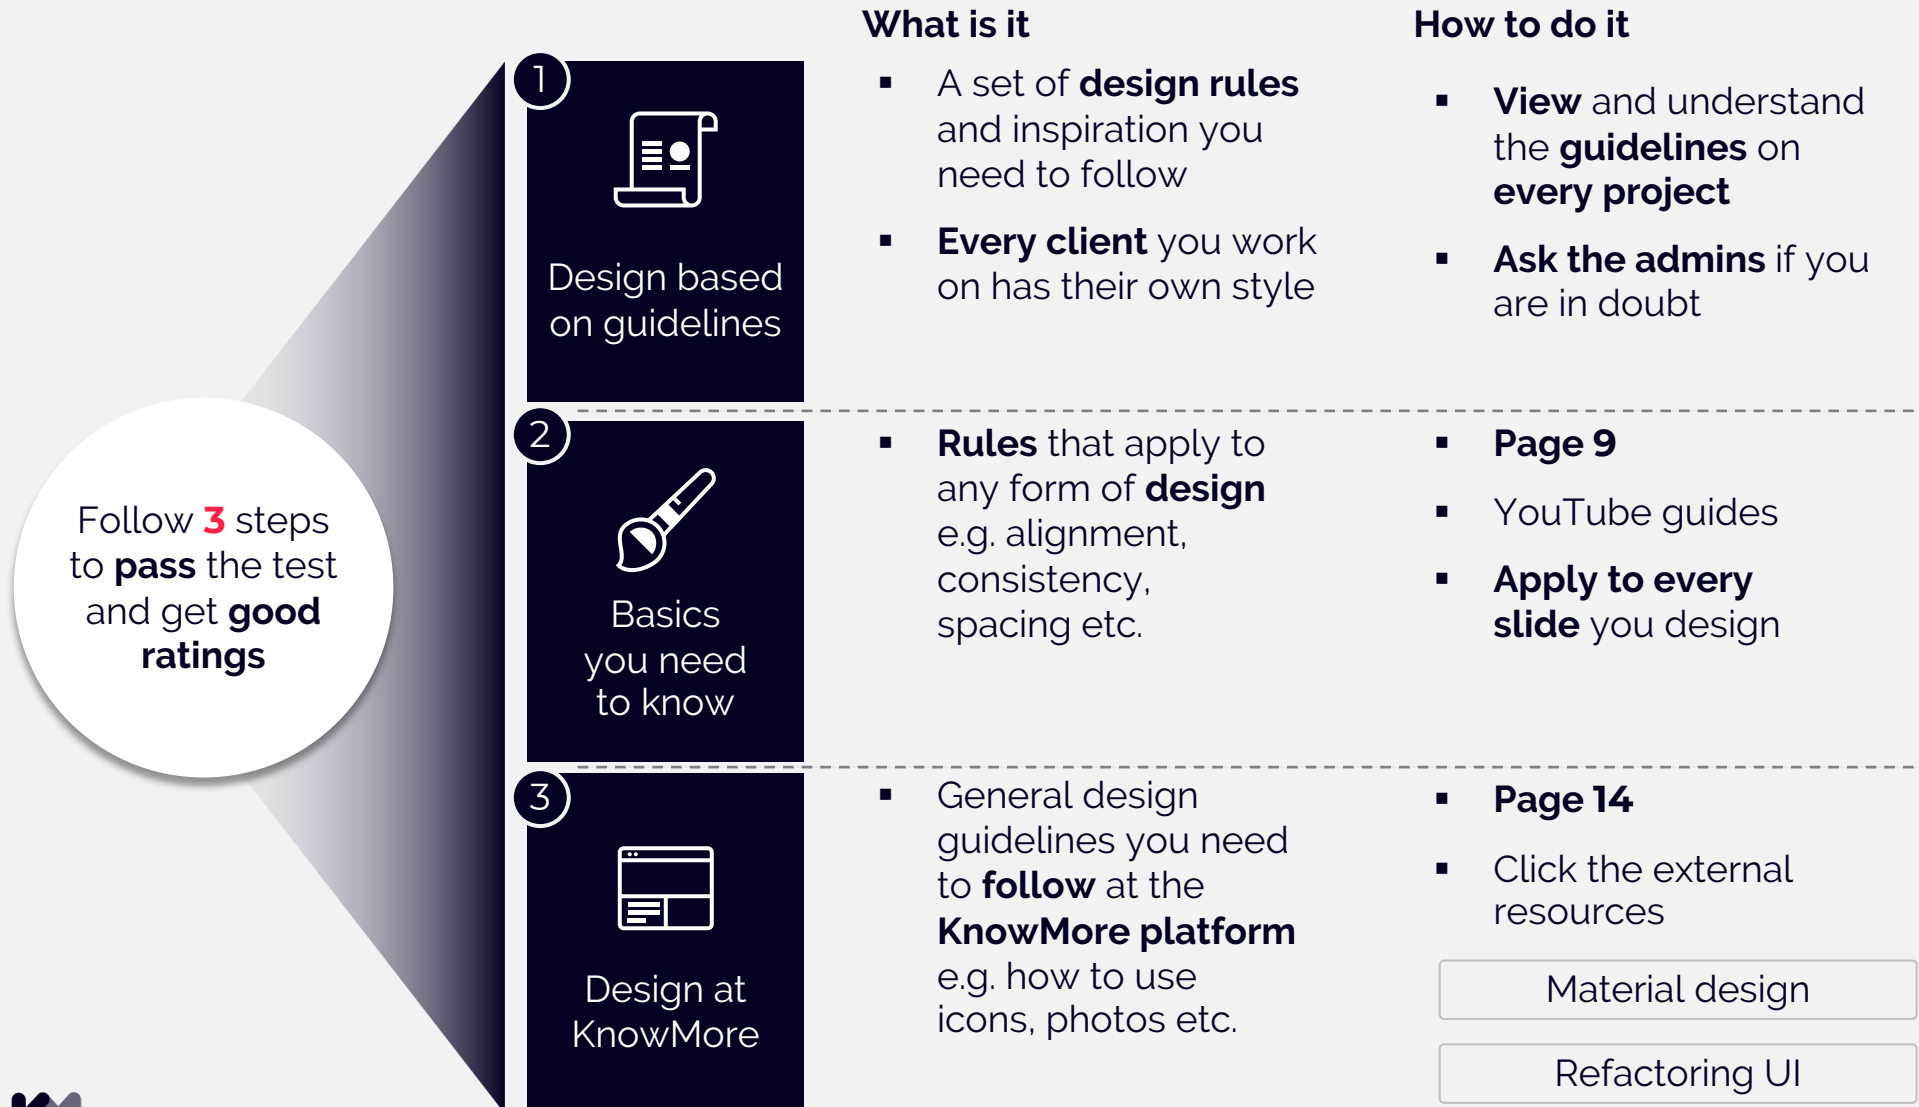 What is it
How to do it
Follow 3 steps
to pass the test
and get good
ratings
1
Design based
on guidelines
A set of design rules
and inspiration you
need to follow
Every client you work
on has their own style
View and understand
the guidelines on
every project
Ask the admins if you
are in doubt
2
Basics
you need
to know
Rules that apply to
any form of design
e.g. alignment,
consistency,
spacing etc.
Page 9
YouTube guides
Apply to every
slide you design
3
Design at
KnowMore
General design
guidelines you need
to follow at the
KnowMore platform
e.g. how to use
icons, photos etc.
Page 14
Click the external
resources
Material design
Refactoring UI